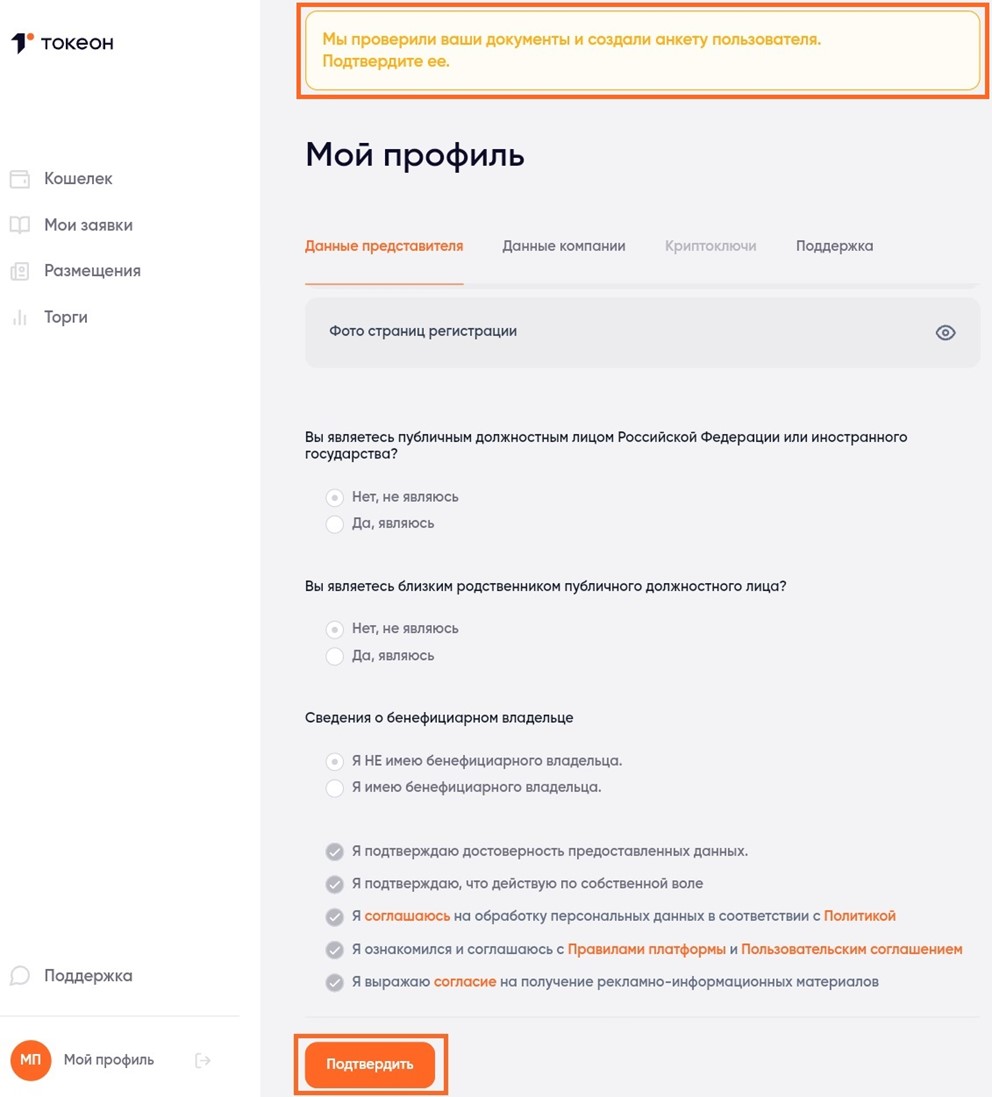 токеон
Кошелек
Мои заявки
Размещения
Торги
Поддержка
МП
Мой профиль
Мы проверили ваши документы и создали анкету пользователя.
Подтвердите ее.
Мой профиль
Данные представителя
Данные компании
Криптоключи
Поддержка
Фото страниц регистрации
Вы являетесь публичным должностным лицом Российской Федерации или иностранного
государства?
Нет, не являюсь
Да, являюсь
Вы являетесь близким родственником публичного должностного лица?
Нет, не являюсь
Да, являюсь
Сведения о бенефициарном владельце
Я НЕ имею бенефициарного владельца.
Я имею бенефициарного владельца.
Я подтверждаю достоверность предоставленных данных.
Я подтверждаю, что действую по собственной воле
Я соглашаюсь на обработку персональных данных в соответствии с Политикой
Я ознакомился и соглашаюсь с Правилами платформы и Пользовательским соглашением
Я выражаю согласие на получение рекламно-информационных материалов
Подтвердить